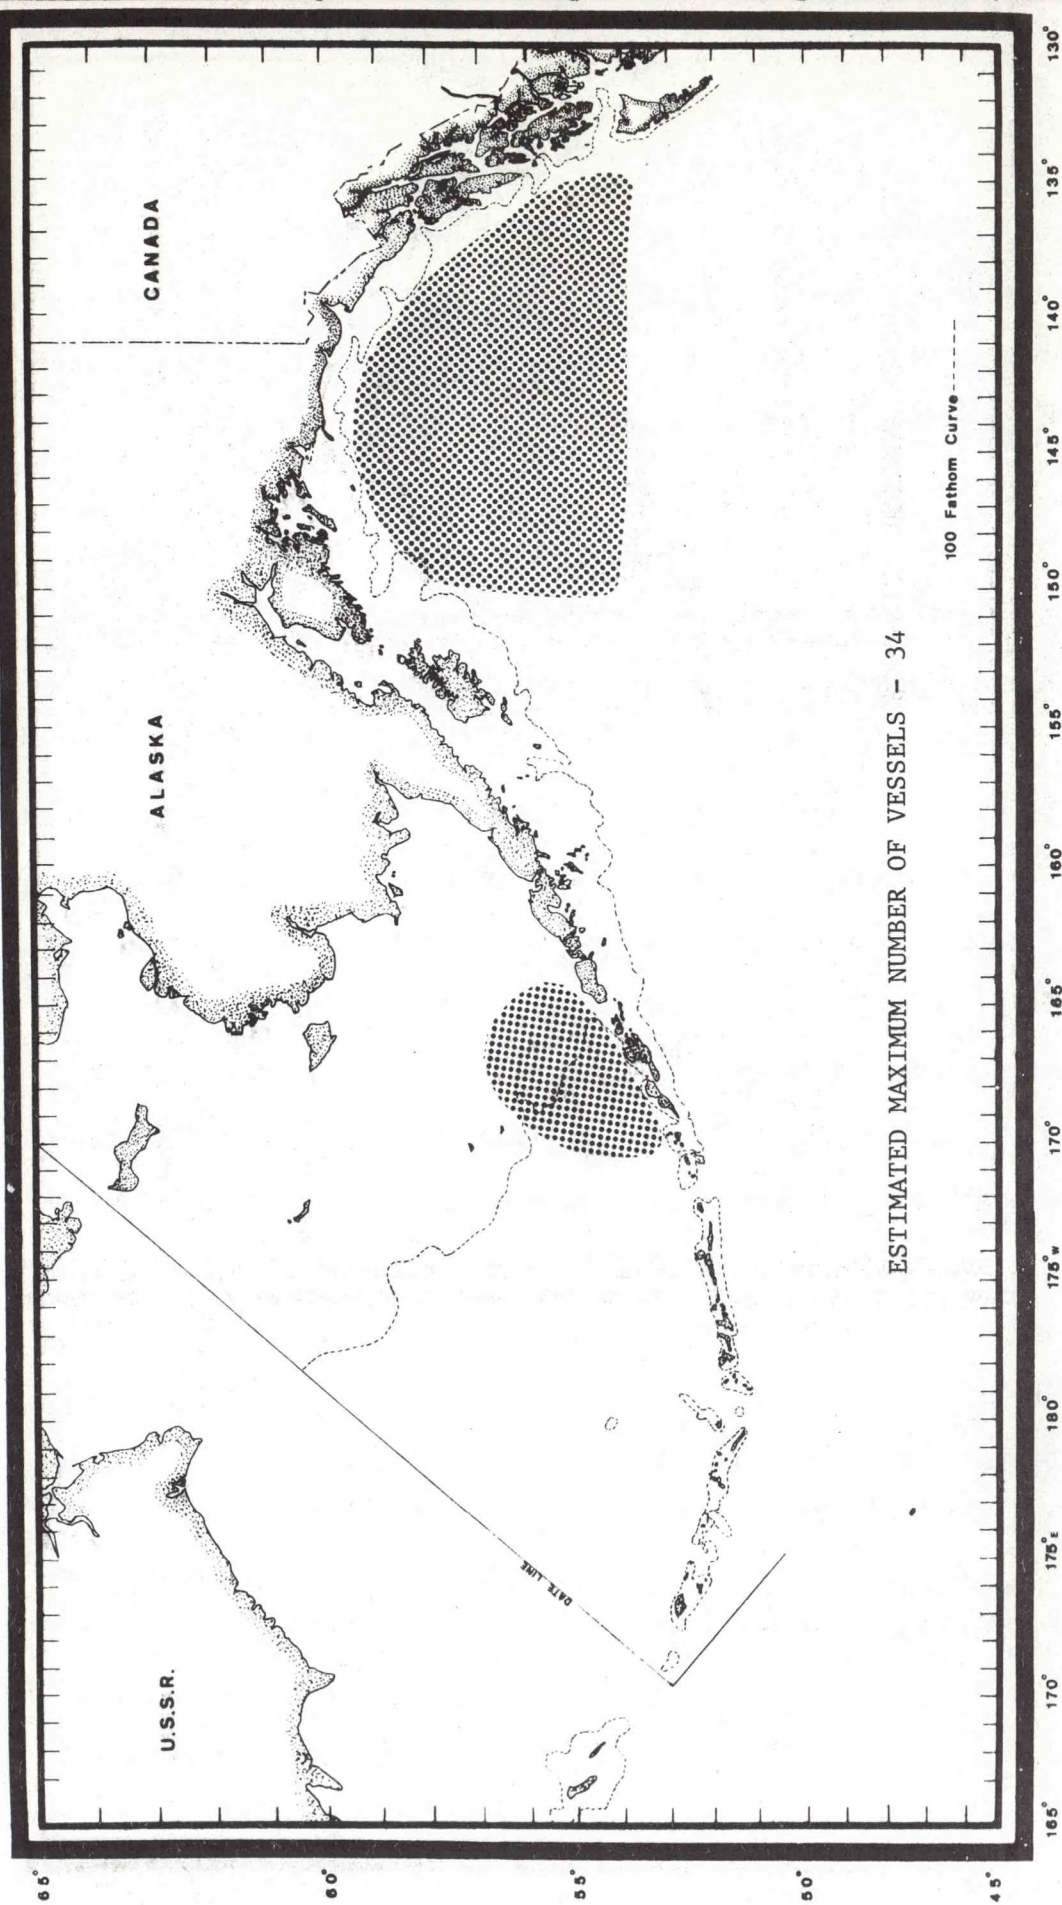 U.S.S.R.
ALASKA
CANADA
DATE LINE
ESTIMATED MAXIMUM NUMBER OF VESSELS - 34
100 Fathom Curve-----
65°
60°
55°
50°
45°
165°
170°
175°E
180°
175°W
170°
165°
160°
155°
150°
145°
140°
135°
130°